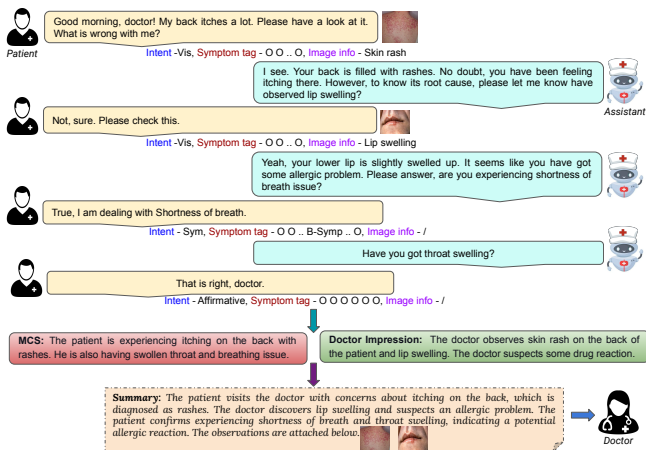 Good morning, doctor! My back itches a lot. Please have a look at it.
What is wrong with me?
Patient
Intent -Vis, Symptom tag - O O .. O, Image info - Skin rash
I see. Your back is filled with rashes. No doubt, you have been feeling
itching there. However, to know its root cause, please let me know have
observed lip swelling?
Assistant
Not, sure. Please check this.
Intent -Vis, Symptom tag - O O .. O, Image info - Lip swelling
Yeah, your lower lip is slightly swelled up. It seems like you have got
some allergic problem. Please answer, are you experiencing shortness of
breath issue?
True, I am dealing with Shortness of breath.
Intent - Sym, Symptom tag - O O .. B-Symp .. O, Image info - /
Have you got throat swelling?
That is right, doctor.
Intent - Affirmative, Symptom tag - O O O O O O, Image info - /
MCS: The patient is experiencing itching on the back with
rashes. He is also having swollen throat and breathing issue.
Doctor Impression: The doctor observes skin rash on the back of
the patient and lip swelling. The doctor suspects some drug reaction.
Summary: The patient visits the doctor with concerns about itching on the back, which is
diagnosed as rashes. The doctor discovers lip swelling and suspects an allergic problem. The
patient confirms experiencing shortness of breath and throat swelling, indicating a potential
allergic reaction. The observations are attached below.
Doctor